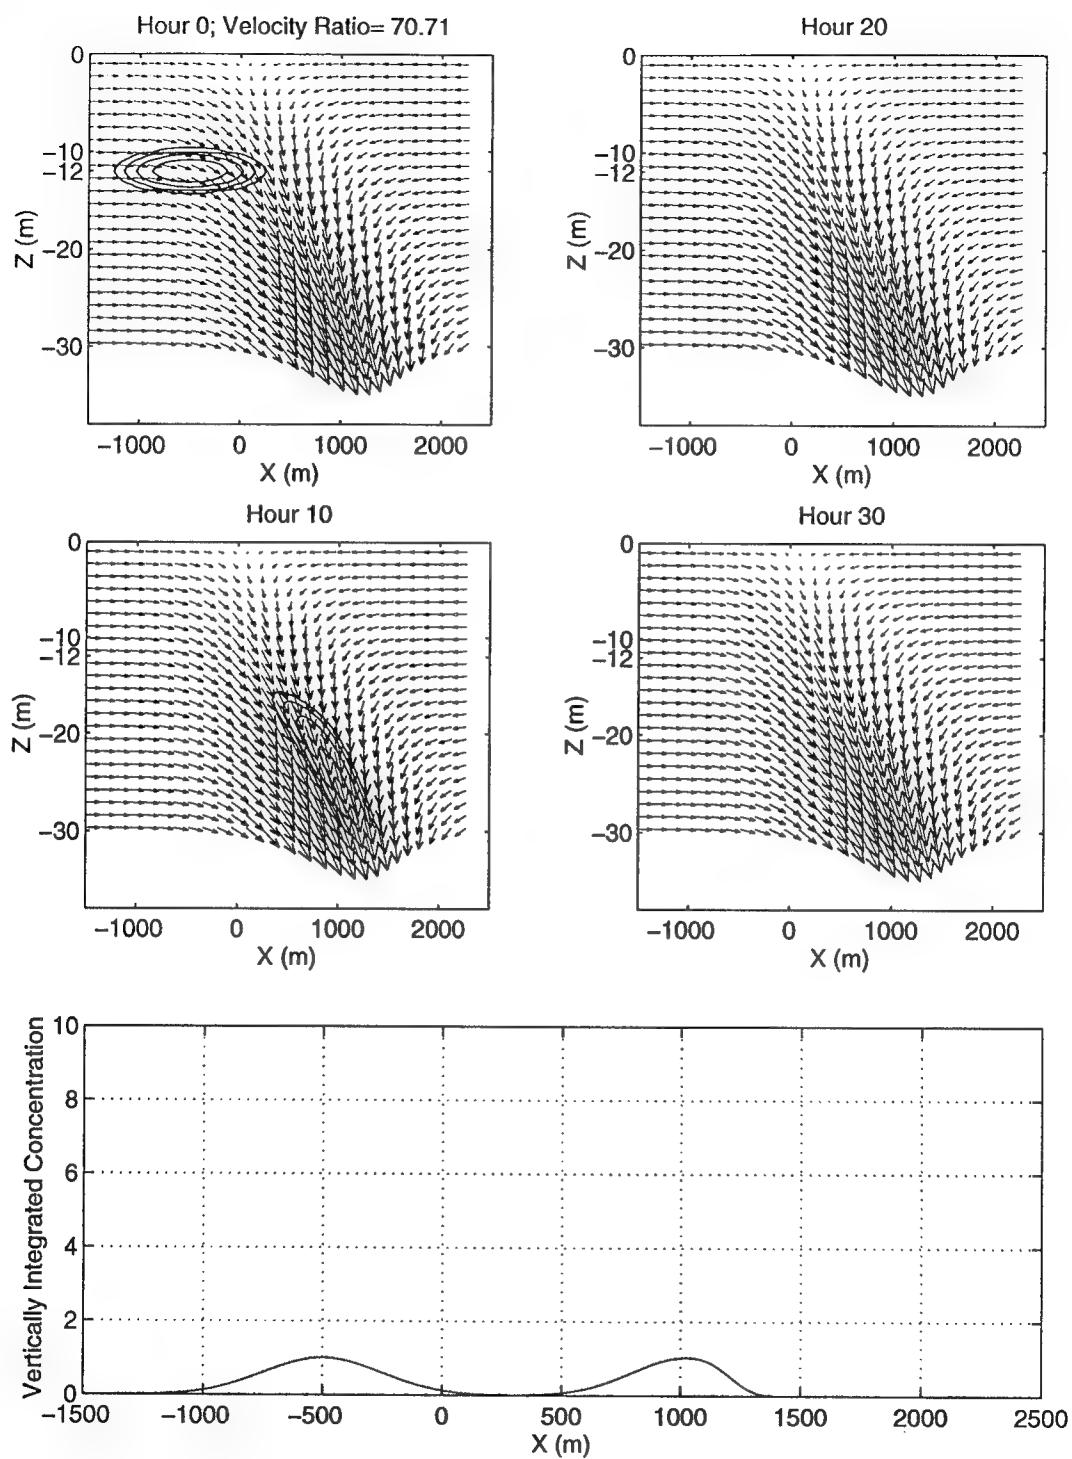 Hour 0; Velocity Ratio= 70.71
0
−10
−12
−20
−30
Z (m)
−1000 0 1000 2000
X (m)
Hour 20
0
−10
−12
−20
−30
Z (m)
−1000 0 1000 2000
X (m)
Hour 10
0
−10
−12
−20
−30
Z (m)
−1000 0 1000 2000
X (m)
Hour 30
0
−10
−12
−20
−30
Z (m)
−1000 0 1000 2000
X (m)
Vertically Integrated Concentration
10
8
6
4
2
0
−1500 −1000 −500 0 500 1000 1500 2000 2500
X (m)